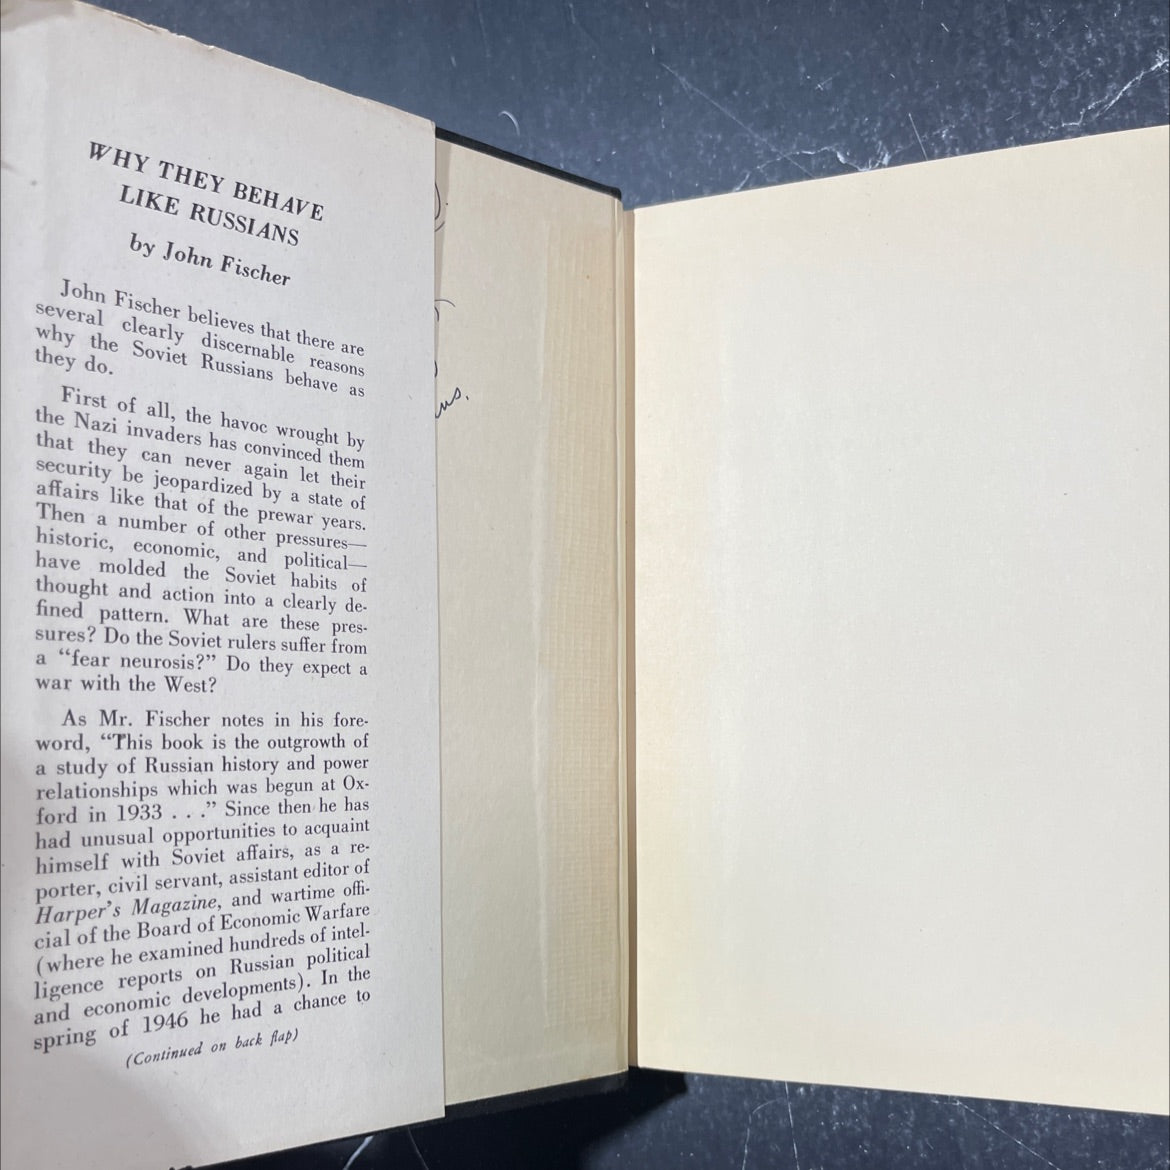 WHY THEY BEHAVE
LIKE RUSSIANS
by John Fischer
John Fischer believes that there are
several clearly discernable reasons
why the Soviet Russians behave as
they do.
First of all, the havoc wrought by
the Nazi invaders has convinced them
that they can never again let their
security be jeopardized by a state of
affairs like that of the prewar years.
Then a number of other pressures—
historic, economic, and political—
have molded the Soviet habits of
thought and action into a clearly de-
fined pattern. What are these pres-
sures? Do the Soviet rulers suffer from
a “fear neurosis?” Do they expect a
war with the West?
As Mr. Fischer notes in his fore-
word, “This book is the outgrowth of
a study of Russian history and power
relationships which was begun at Ox-
ford in 1933 . . .” Since then he has
had unusual opportunities to acquaint
himself with Soviet affairs, as a re-
porter, civil servant, assistant editor of
Harper's Magazine, and wartime offi-
cial of the Board of Economic Warfare
(where he examined hundreds of intel-
ligence reports on Russian political
and economic developments). In the
spring of 1946 he had a chance to
(Continued on back flap)